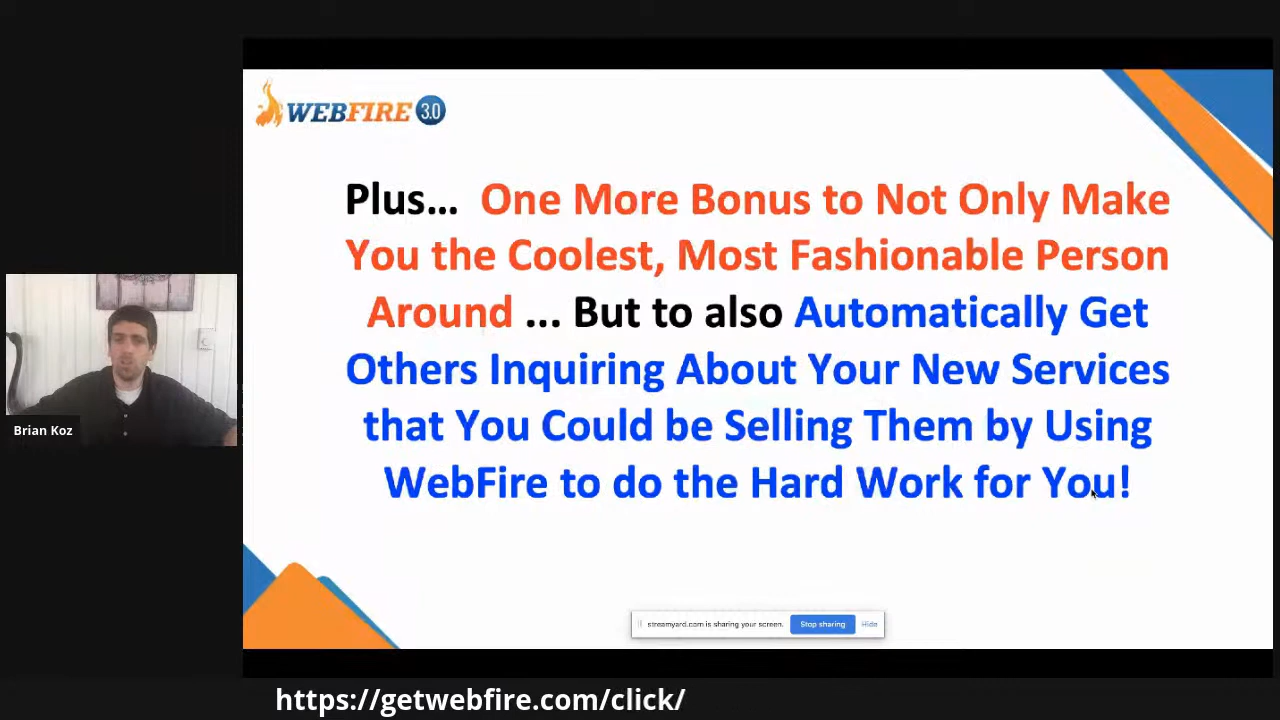 WEBFIRE 3.0
Plus... One More Bonus to Not Only Make
You the Coolest, Most Fashionable Person
Around ... But to also Automatically Get
Others Inquiring About Your New Services
that You Could be Selling Them by Using
WebFire to do the Hard Work for You!
Brian Koz
streamyard.com is sharing your screen. Stop sharing Hide
https://getwebfire.com/click/